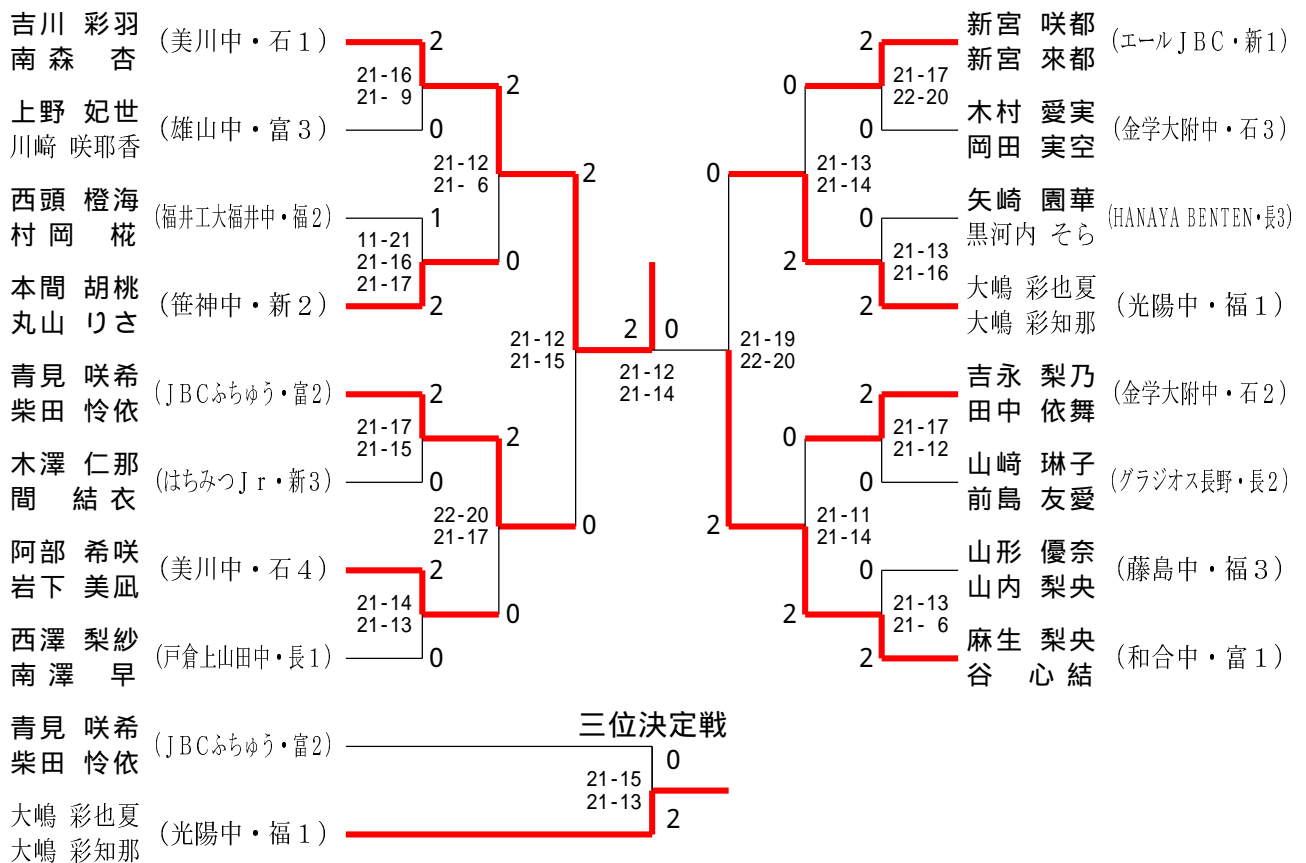 吉川 彩羽
南森 杏
(美川中・石1)
2
21-16
21- 9
上野 妃世
川﨑 咲耶香
(雄山中・富3)
0
2
21-12
21- 6
西頭 橙海
村岡 椛
(福井工大福井中・福2)
1
11-21
21-16
21-17
本間 胡桃
丸山 りさ
(笹神中・新2)
2
0
2
21-12
21-15
青見 咲希
柴田 怜依
(JBCふちゅう・富2)
2
21-17
21-15
木澤 仁那
間 結衣
(はちみつJr・新3)
0
2
22-20
21-17
阿部 希咲
岩下 美凪
(美川中・石4)
2
21-14
21-13
西澤 梨紗
南澤 早
(戸倉上山田中・長1)
0
0
0
2 0
21-12
21-14
新宮 咲都
新宮 來都
(エールJBC・新1)
2
21-17
22-20
木村 愛実
岡田 実空
(金学大附中・石3)
0
0
21-13
21-14
矢崎 園華
黒河内 そら
(HANAYA BENTEN・長3)
0
21-13
21-16
大嶋 彩也夏
大嶋 彩知那
(光陽中・福1)
2
2
0
21-19
22-20
吉永 梨乃
田中 依舞
(金学大附中・石2)
2
21-17
21-12
山﨑 琳子
前島 友愛
(グラジオス長野・長2)
0
0
21-11
21-14
山形 優奈
山内 梨央
(藤島中・福3)
0
21-13
21- 6
麻生 梨央
谷 心結
(和合中・富1)
2
2
2
三位決定戦
青見 咲希
柴田 怜依
(JBCふちゅう・富2)
0
21-15
21-13
大嶋 彩也夏
大嶋 彩知那
(光陽中・福1)
2